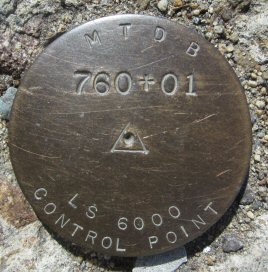 MTDB
760+01
LS 6000
CONTROL POINT